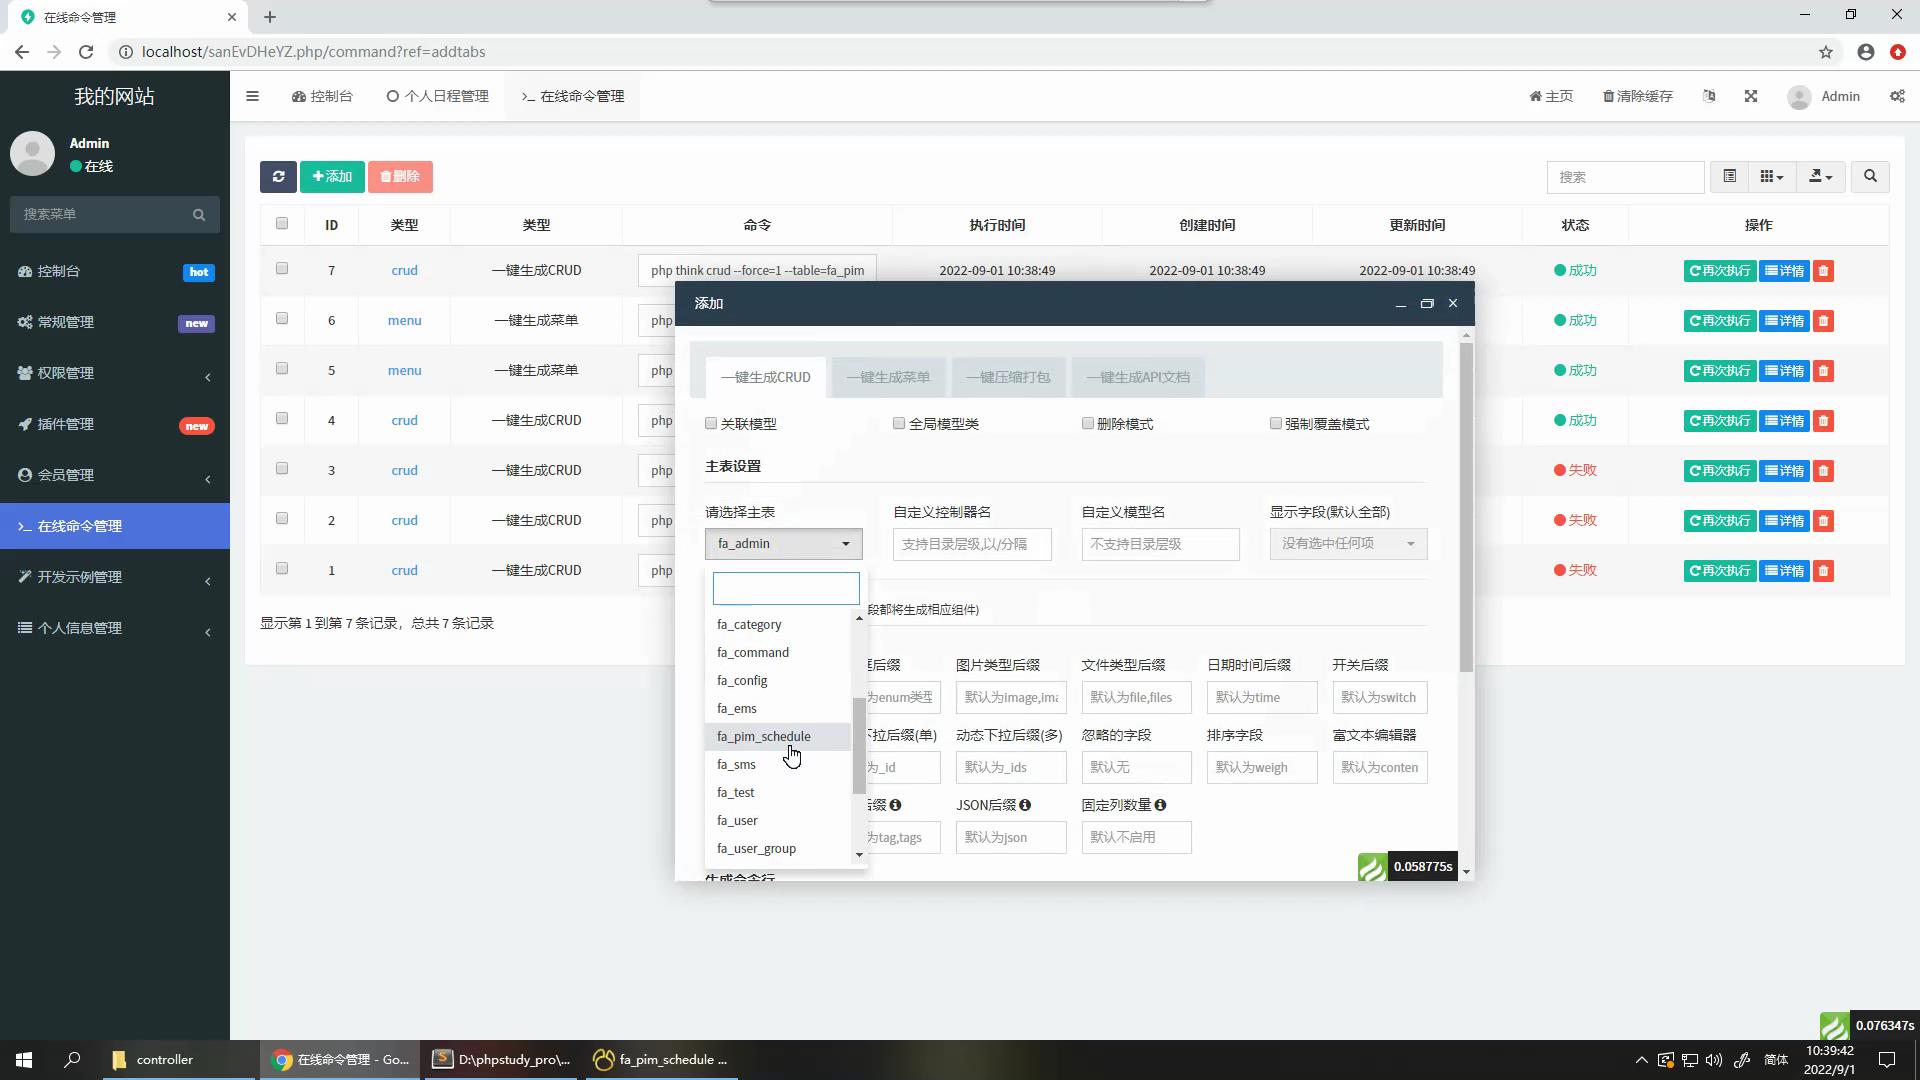 在线命令管理
localhost/sanEvDHeYZ.php/command?ref=addtabs
我的网站
控制台
个人日程管理
在线命令管理
主页
清除缓存
Admin
Admin
在线
搜索菜单
控制台 hot
常规管理 new
权限管理
插件管理 new
会员管理
在线命令管理
开发示例管理
个人信息管理
添加
删除
搜索
ID 类型 类型 命令 执行时间 创建时间 更新时间 状态 操作
7 crud 一键生成CRUD php think crud --force=1 --table=fa_pim 2022-09-01 10:38:49 2022-09-01 10:38:49 2022-09-01 10:38:49 成功 再次执行 详情
6 menu 一键生成菜单 php 成功 再次执行 详情
5 menu 一键生成菜单 php 成功 再次执行 详情
4 crud 一键生成CRUD php 成功 再次执行 详情
3 crud 一键生成CRUD php 失败 再次执行 详情
2 crud 一键生成CRUD php 失败 再次执行 详情
1 crud 一键生成CRUD php 失败 再次执行 详情
显示第 1 到第 7 条记录，总共 7 条记录
添加
一键生成CRUD 一键生成菜单 一键压缩打包 一键生成API文档
关联模型 全局模型类 删除模式 强制覆盖模式
主表设置
请选择主表 自定义控制器名 自定义模型名 显示字段(默认全部)
fa_admin 支持目录层级,以/分隔 不支持目录层级 没有选中任何项
段都将生成相应组件)
fa_category
fa_command
fa_config
fa_ems
fa_pim_schedule
fa_sms
fa_test
fa_user
fa_user_group
后缀 图片类型后缀 文件类型后缀 日期时间后缀 开关后缀
为enum类型 默认为image,ima 默认为file,files 默认为time 默认为switch
下拉后缀(单) 动态下拉后缀(多) 忽略的字段 排序字段 富文本编辑器
为_id 默认为_ids 默认无 默认为weigh 默认为conten
后缀 JSON后缀 固定列数量
为tag,tags 默认为json 默认不启用
生成命令行
0.058775s
0.076347s
controller
在线命令管理 - Go...
D:\phpstudy_pro\...
fa_pim_schedule ...
简体
10:39:42
2022/9/1